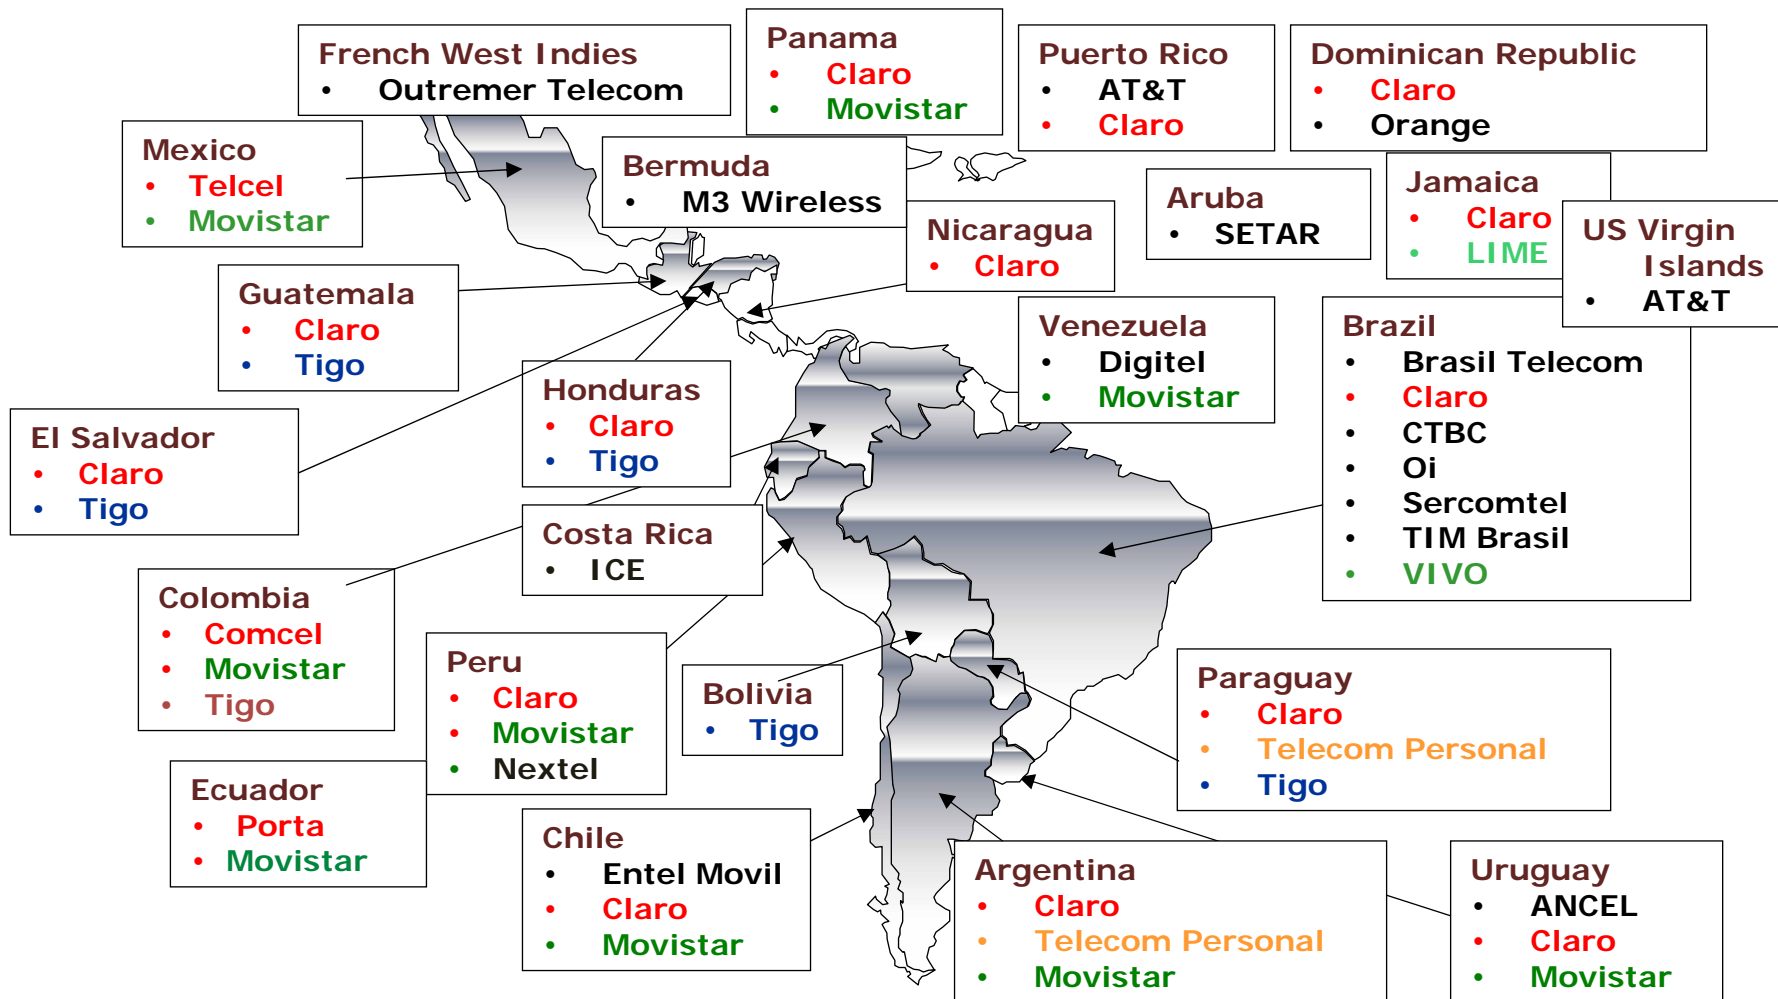 French West Indies
• Outremer Telecom
Panama
• Claro
• Movistar
Puerto Rico
• AT&T
• Claro
Dominican Republic
• Claro
• Orange
Mexico
• Telcel
• Movistar
Bermuda
• M3 Wireless
Nicaragua
• Claro
Aruba
• SETAR
Jamaica
• Claro
• LIME
US Virgin
Islands
• AT&T
Guatemala
• Claro
• Tigo
Honduras
• Claro
• Tigo
Venezuela
• Digitel
• Movistar
Brazil
• Brasil Telecom
• Claro
• CTBC
• Oi
• Sercomtel
• TIM Brasil
• VIVO
El Salvador
• Claro
• Tigo
Costa Rica
• ICE
Colombia
• Comcel
• Movistar
• Tigo
Peru
• Claro
• Movistar
• Nextel
Bolivia
• Tigo
Paraguay
• Claro
• Telecom Personal
• Tigo
Ecuador
• Porta
• Movistar
Chile
• Entel Movil
• Claro
• Movistar
Argentina
• Claro
• Telecom Personal
• Movistar
Uruguay
• ANCEL
• Claro
• Movistar